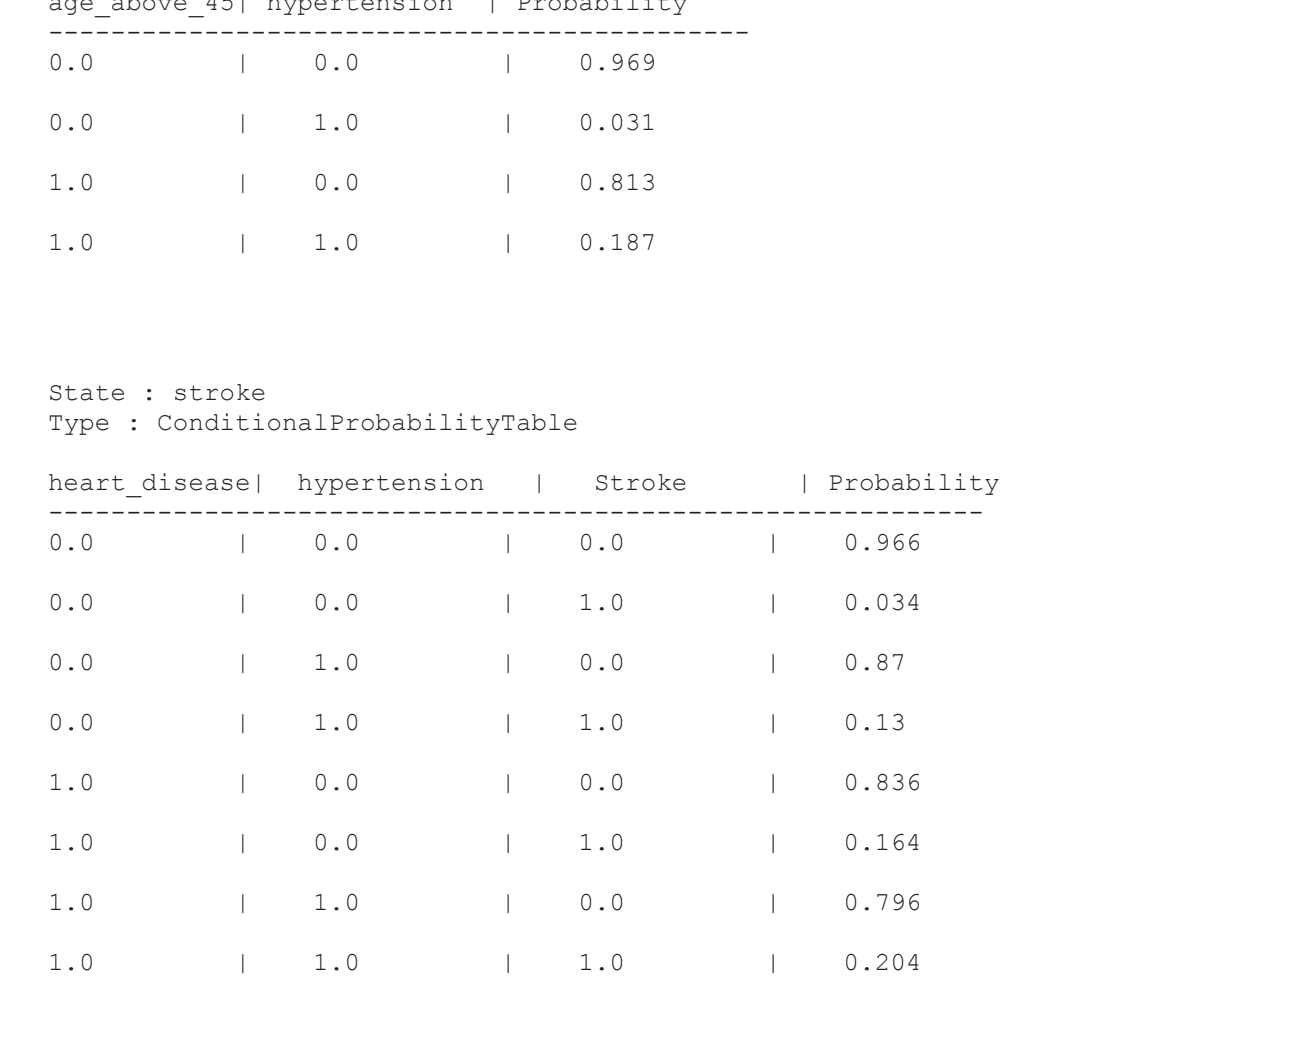 age_above_45| hypertension | Probability
---------------------------------------------
0.0 | 0.0 | 0.969
0.0 | 1.0 | 0.031
1.0 | 0.0 | 0.813
1.0 | 1.0 | 0.187
State : stroke
Type : ConditionalProbabilityTable
heart_disease| hypertension | Stroke | Probability
------------------------------------------------------------
0.0 | 0.0 | 0.0 | 0.966
0.0 | 0.0 | 1.0 | 0.034
0.0 | 1.0 | 0.0 | 0.87
0.0 | 1.0 | 1.0 | 0.13
1.0 | 0.0 | 0.0 | 0.836
1.0 | 0.0 | 1.0 | 0.164
1.0 | 1.0 | 0.0 | 0.796
1.0 | 1.0 | 1.0 | 0.204